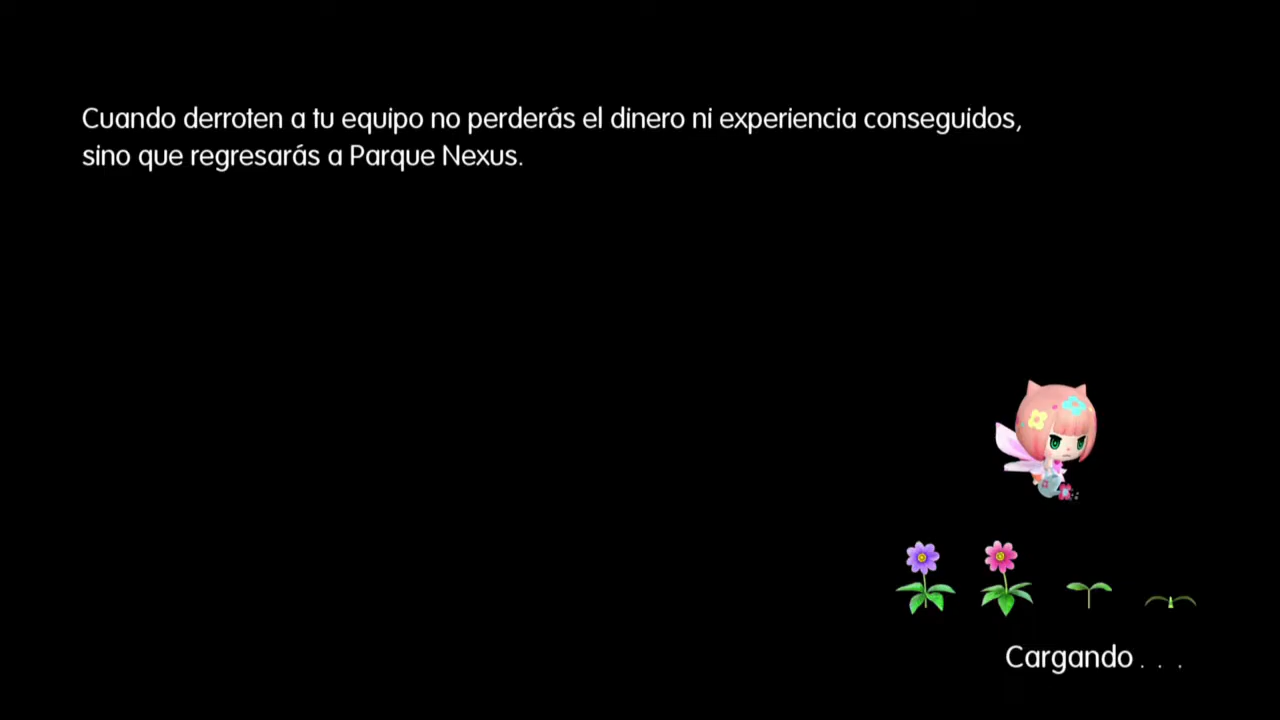 Cuando derroten a tu equipo no perderás el dinero ni experiencia conseguidos,
sino que regresarás a Parque Nexus.
Cargando . . .